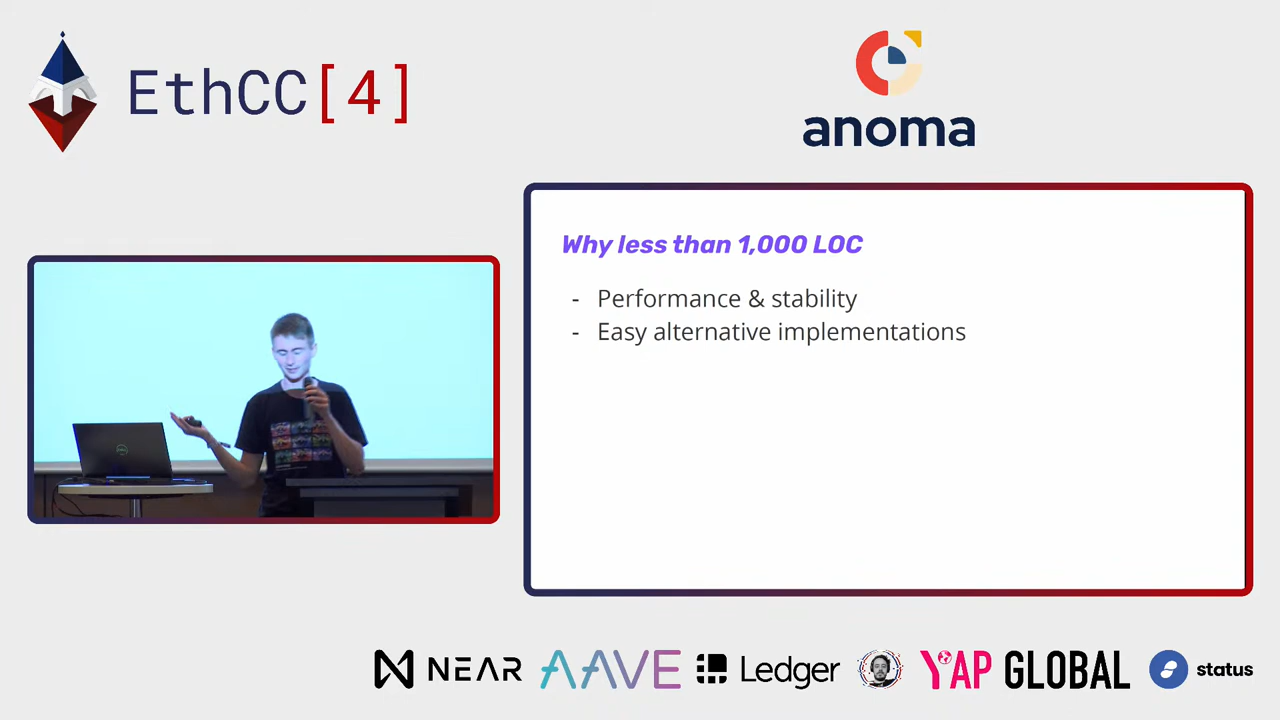 EthCC[4]
anoma
Why less than 1,000 LOC
- Performance & stability
- Easy alternative implementations
NEAR
AAVE
Ledger
YAP GLOBAL
status